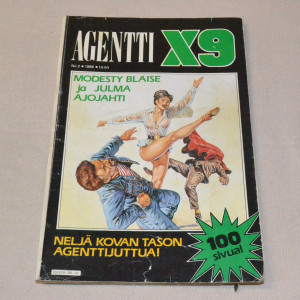 AGENTTI X9
MODESTY BLAISE
ja JULMA
AJOJAHTI
100
sivua!
NELJÄ KOVAN TASON
AGENTTIJUTTUA!